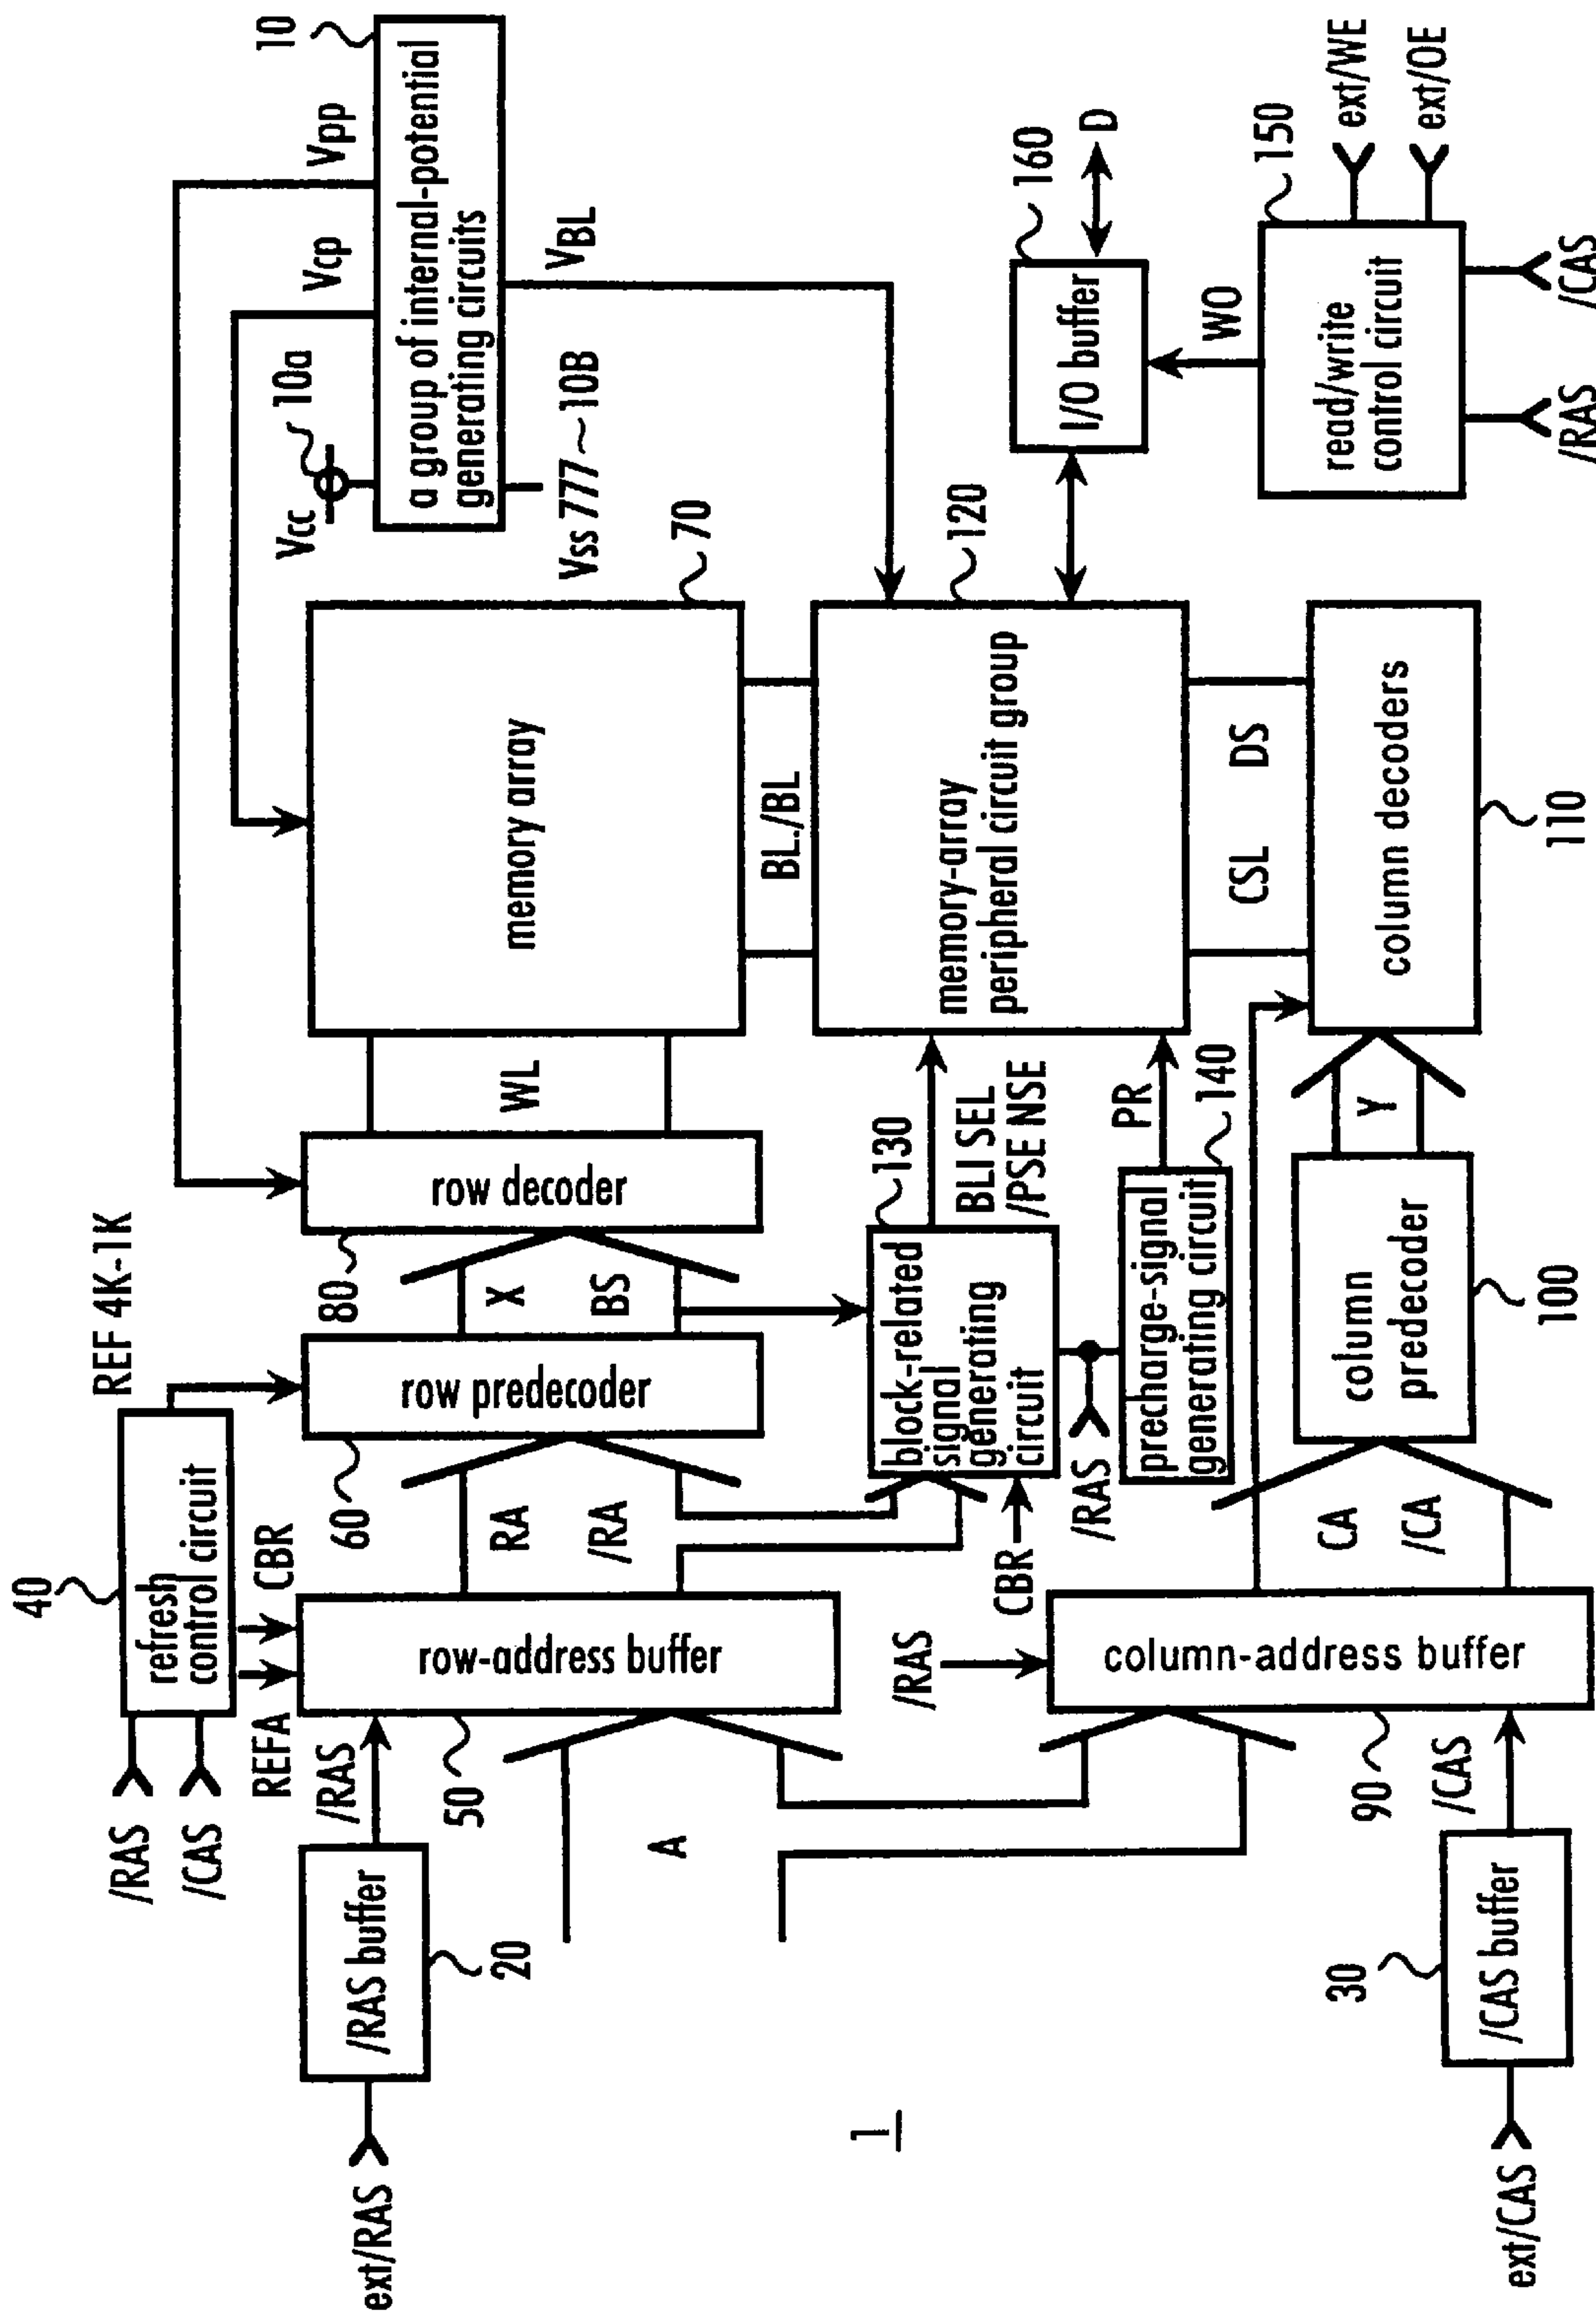 10
Vpp
Vcp
Vcc
10a
a group of internal-potential
generating circuits
VBL
Vss 777~10B
REF 4K-1K
40
refresh
control circuit
/RAS
/CAS
REFA
CBR
/RAS buffer
20
ext/RAS
/RAS
50
row-address buffer
RA
/RA
60
row predecoder
X
BS
80
row decoder
WL
memory array
70
BL./BL
A
130
block-related
signal
generating
circuit
CBR
/RAS
BLI SEL
/PSE NSE
memory-array
peripheral circuit group
120
PR
140
precharge-signal
generating circuit
160
I/O buffer
D
WO
150
read/write
control circuit
ext/WE
ext/OE
/RAS
/CAS
CSL DS
column decoders
110
Y
column
predecoder
100
CA
/CA
/RAS
column-address buffer
90
/CAS
30
/CAS buffer
ext/CAS
1